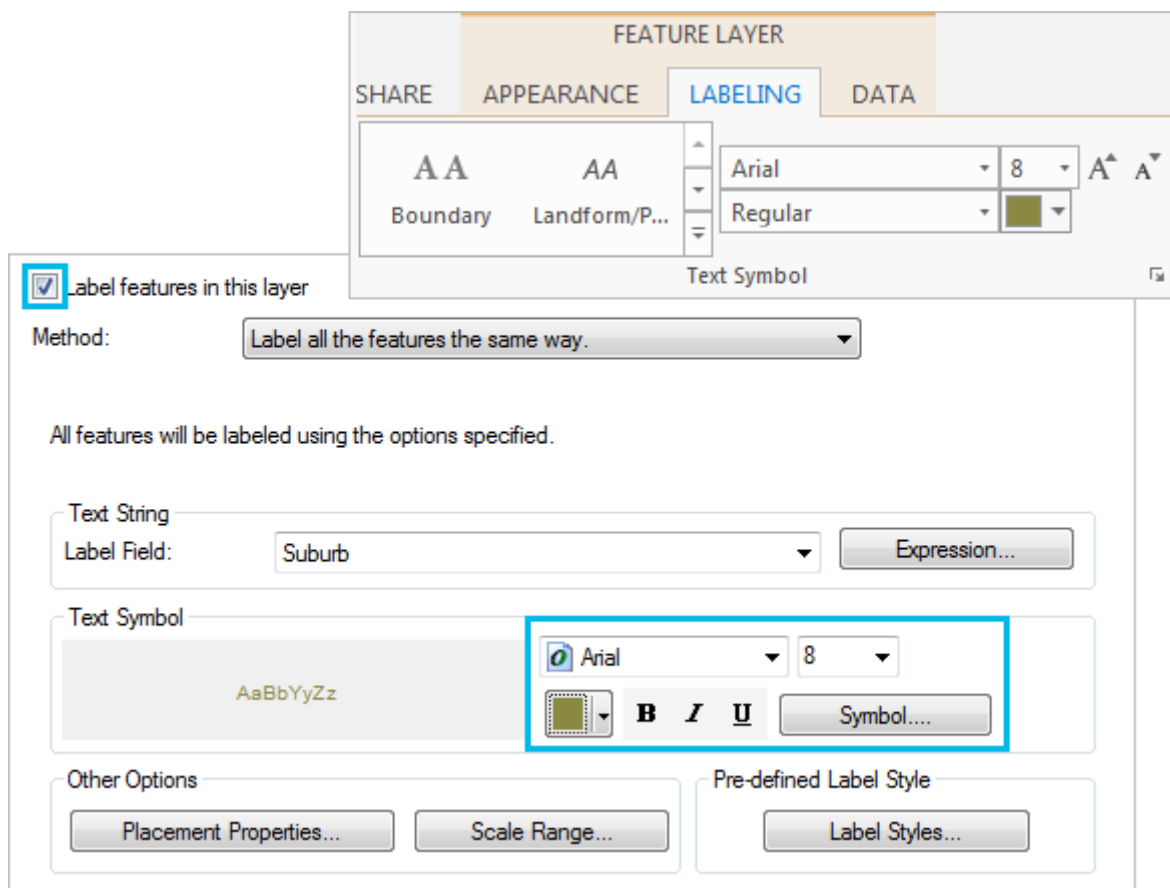 FEATURE LAYER
SHARE APPEARANCE LABELING DATA
AA AA Arial 8 A A
Boundary Landform/P... Regular
Text Symbol
Label features in this layer
Method: Label all the features the same way.
All features will be labeled using the options specified.
Text String
Label Field: Suburb Expression...
Text Symbol
AaBbYyZz
O Arial 8
B I U Symbol....
Other Options Pre-defined Label Style
Placement Properties... Scale Range... Label Styles...